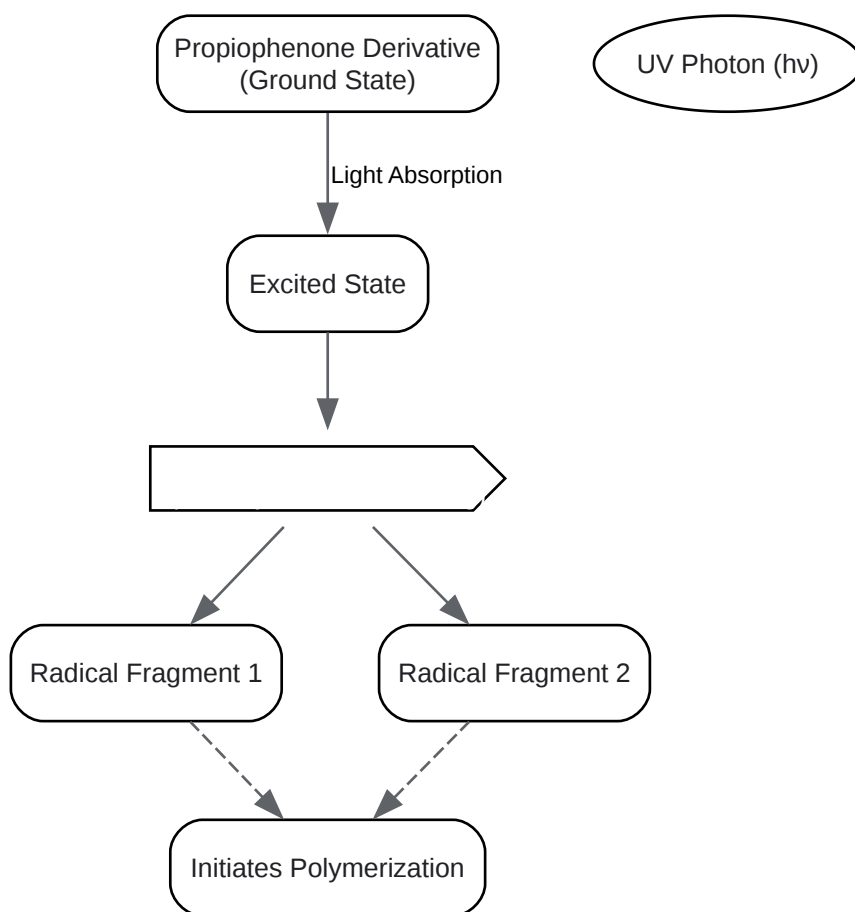 Propiophenone Derivative
(Ground State)
UV Photon (hν)
Light Absorption
Excited State
Radical Fragment 1
Radical Fragment 2
Initiates Polymerization